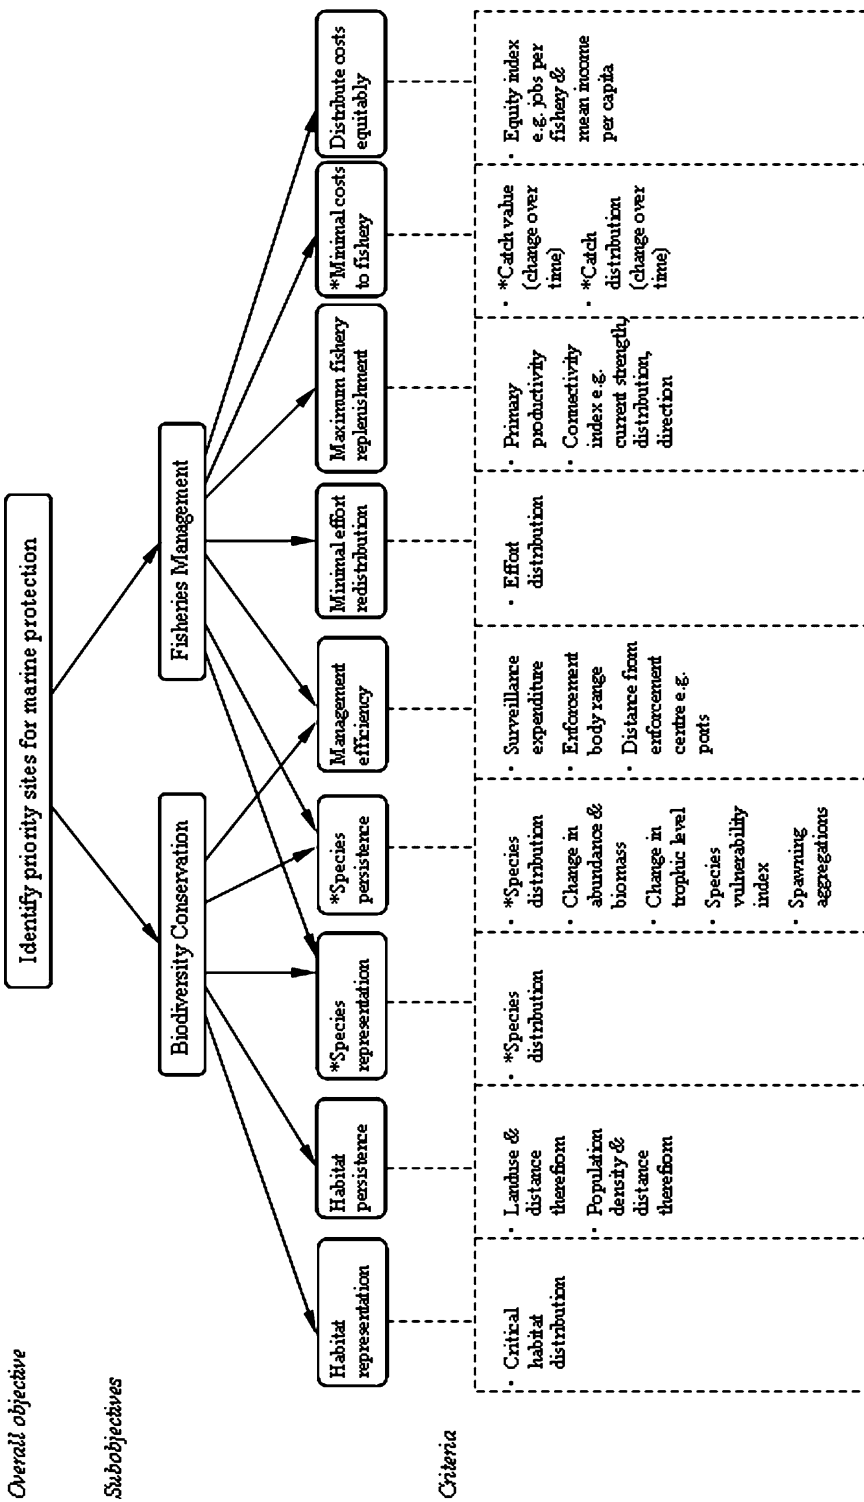 Overall objective
Identify priority sites for marine protection
Subobjectives
Biodiversity Conservation
Fisheries Management
Habitat
representation
Habitat
persistence
*Species
representation
*Species
persistence
Management
efficiency
Minimal effort
redistribution
Maximum fishery
replenishment
*Minimal costs
to fishery
Distribute costs
equitably
Criteria
· Critical
habitat
distribution
· Landuse &
distance
therefrom
· Population
density &
distance
therefrom
· *Species
distribution
· *Species
distribution
· Change in
abundance &
biomass
· Change in
trophic level
· Species
vulnerability
index
· Spawning
aggregations
· Surveillance
expenditure
· Enforcement
body range
· Distance from
enforcement
centre e.g.
ports
· Effort
distribution
· Primary
productivity
· Connectivity
index e.g.
current strength,
distribution,
direction
· *Catch value
(change over
time)
· *Catch
distribution
(change over
time)
· Equity index
e.g. jobs per
fishery &
mean income
per capita